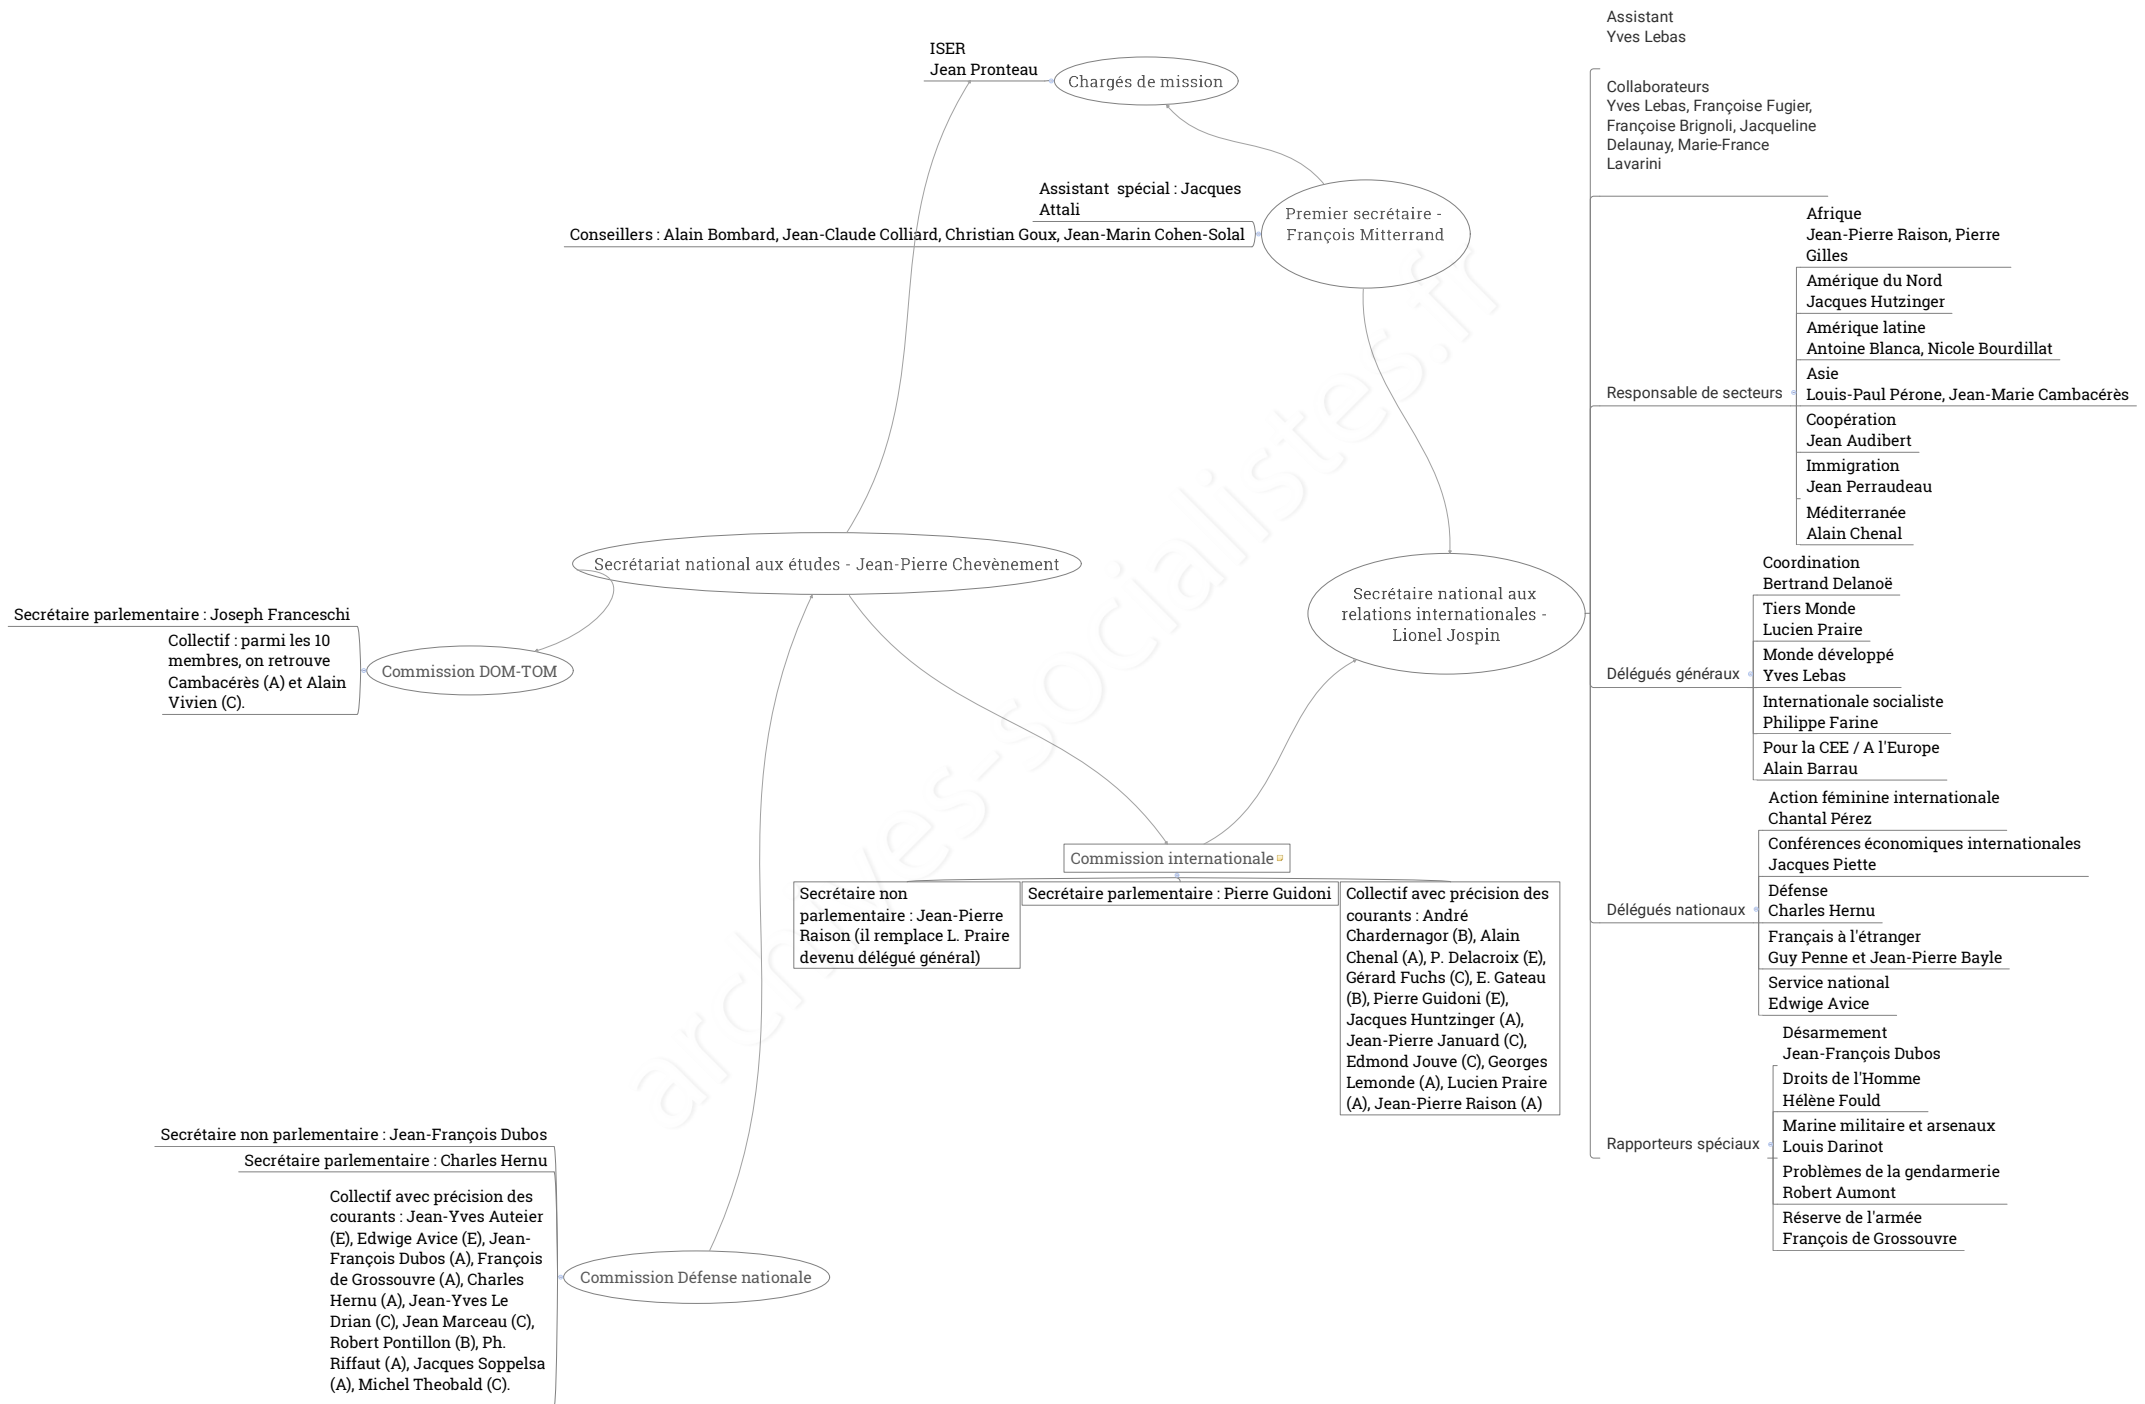 ISER
Jean Pronteau
Chargés de mission
Assistant  spécial : Jacques
Attali
Conseillers : Alain Bombard, Jean-Claude Colliard, Christian Goux, Jean-Marin Cohen-Solal
Premier secrétaire -
François Mitterrand
Assistant
Yves Lebas
Collaborateurs
Yves Lebas, Françoise Fugier,
Françoise Brignoli, Jacqueline
Delaunay, Marie-France
Lavarini
Responsable de secteurs
Afrique
Jean-Pierre Raison, Pierre
Gilles
Amérique du Nord
Jacques Hutzinger
Amérique latine
Antoine Blanca, Nicole Bourdillat
Asie
Louis-Paul Pérone, Jean-Marie Cambacérès
Coopération
Jean Audibert
Immigration
Jean Perraudeau
Méditerranée
Alain Chenal
Secrétariat national aux études - Jean-Pierre Chevènement
Secrétaire national aux
relations internationales -
Lionel Jospin
Secrétaire parlementaire : Joseph Franceschi
Collectif : parmi les 10
membres, on retrouve
Cambacérès (A) et Alain
Vivien (C).
Commission DOM-TOM
Délégués généraux
Coordination
Bertrand Delanoë
Tiers Monde
Lucien Praire
Monde développé
Yves Lebas
Internationale socialiste
Philippe Farine
Pour la CEE / A l'Europe
Alain Barrau
Délégués nationaux
Action féminine internationale
Chantal Pérez
Conférences économiques internationales
Jacques Piette
Défense
Charles Hernu
Français à l'étranger
Guy Penne et Jean-Pierre Bayle
Service national
Edwige Avice
Commission internationale
Secrétaire non
parlementaire : Jean-Pierre
Raison (il remplace L. Praire
devenu délégué général)
Secrétaire parlementaire : Pierre Guidoni
Collectif avec précision des
courants : André
Chardernagor (B), Alain
Chenal (A), P. Delacroix (E),
Gérard Fuchs (C), E. Gateau
(B), Pierre Guidoni (E),
Jacques Huntzinger (A),
Jean-Pierre Januard (C),
Edmond Jouve (C), Georges
Lemonde (A), Lucien Praire
(A), Jean-Pierre Raison (A)
Rapporteurs spéciaux
Désarmement
Jean-François Dubos
Droits de l'Homme
Hélène Fould
Marine militaire et arsenaux
Louis Darinot
Problèmes de la gendarmerie
Robert Aumont
Réserve de l'armée
François de Grossouvre
Secrétaire non parlementaire : Jean-François Dubos
Secrétaire parlementaire : Charles Hernu
Collectif avec précision des
courants : Jean-Yves Auteier
(E), Edwige Avice (E), Jean-
François Dubos (A), François
de Grossouvre (A), Charles
Hernu (A), Jean-Yves Le
Drian (C), Jean Marceau (C),
Robert Pontillon (B), Ph.
Riffaut (A), Jacques Soppelsa
(A), Michel Theobald (C).
Commission Défense nationale
archives-socialistes.fr